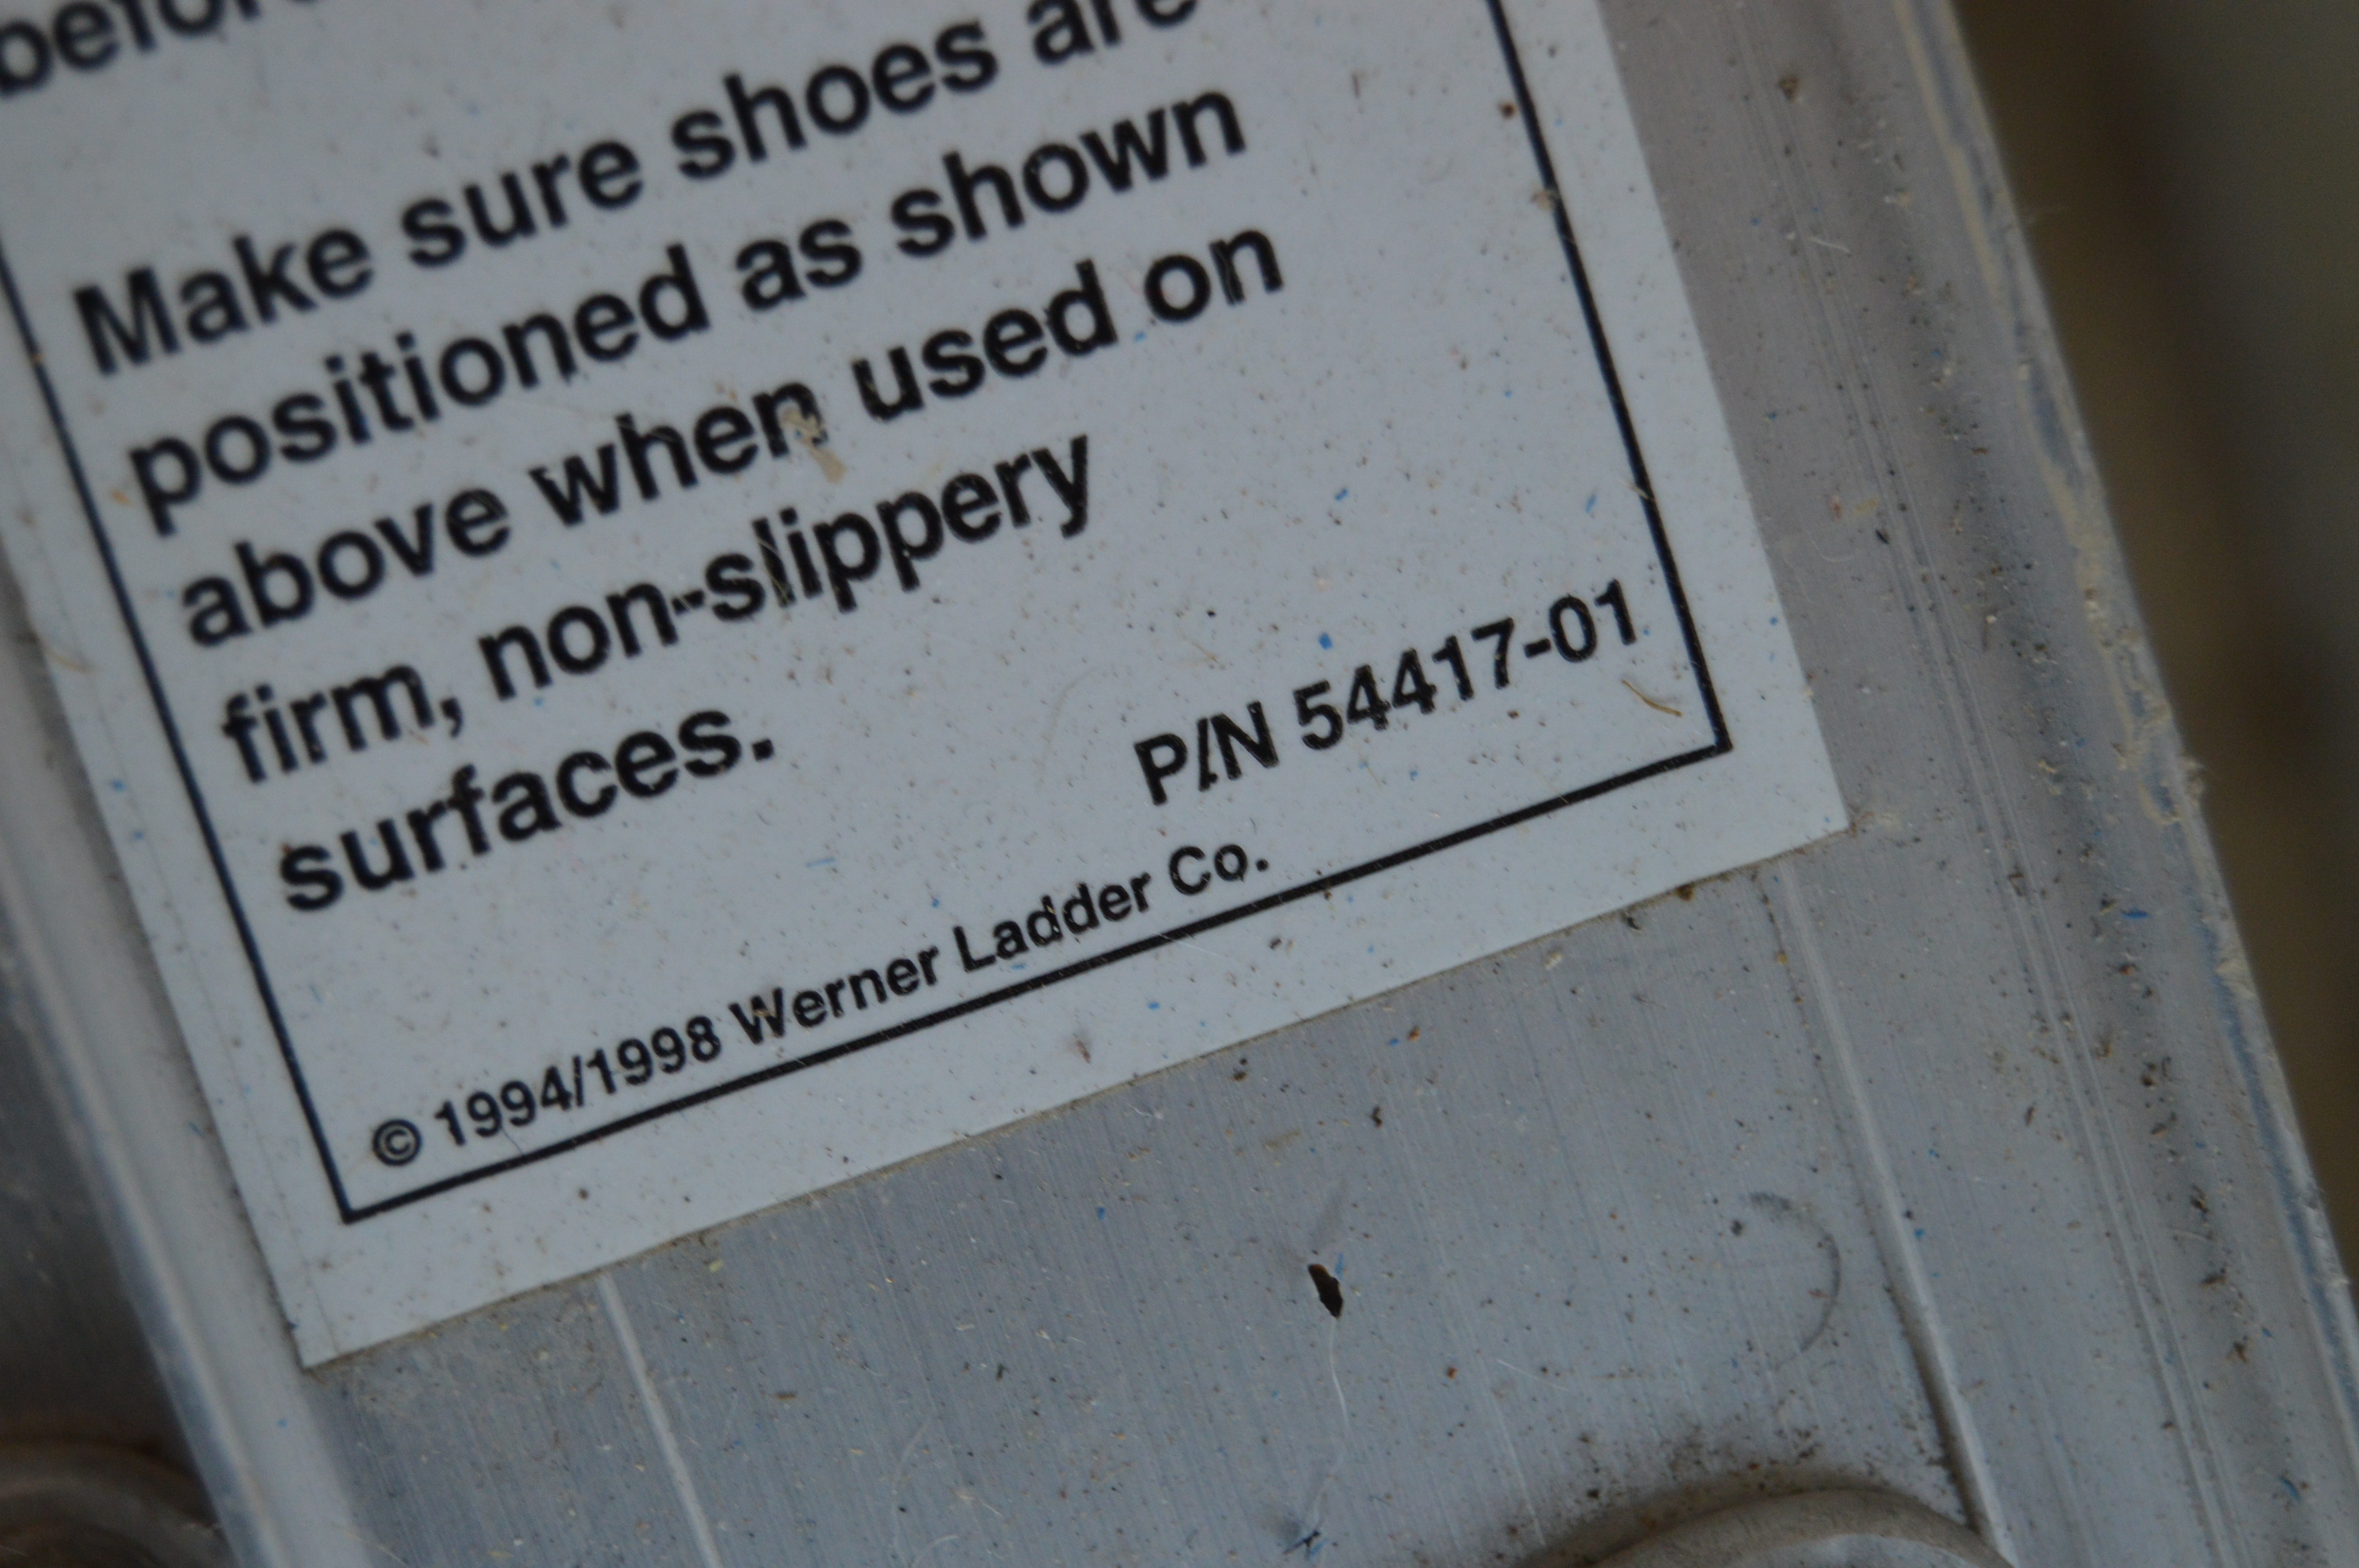 before
Make sure shoes are
positioned as shown
above when used on
firm, non-slippery
surfaces.
P/N 54417-01
© 1994/1998 Werner Ladder Co.